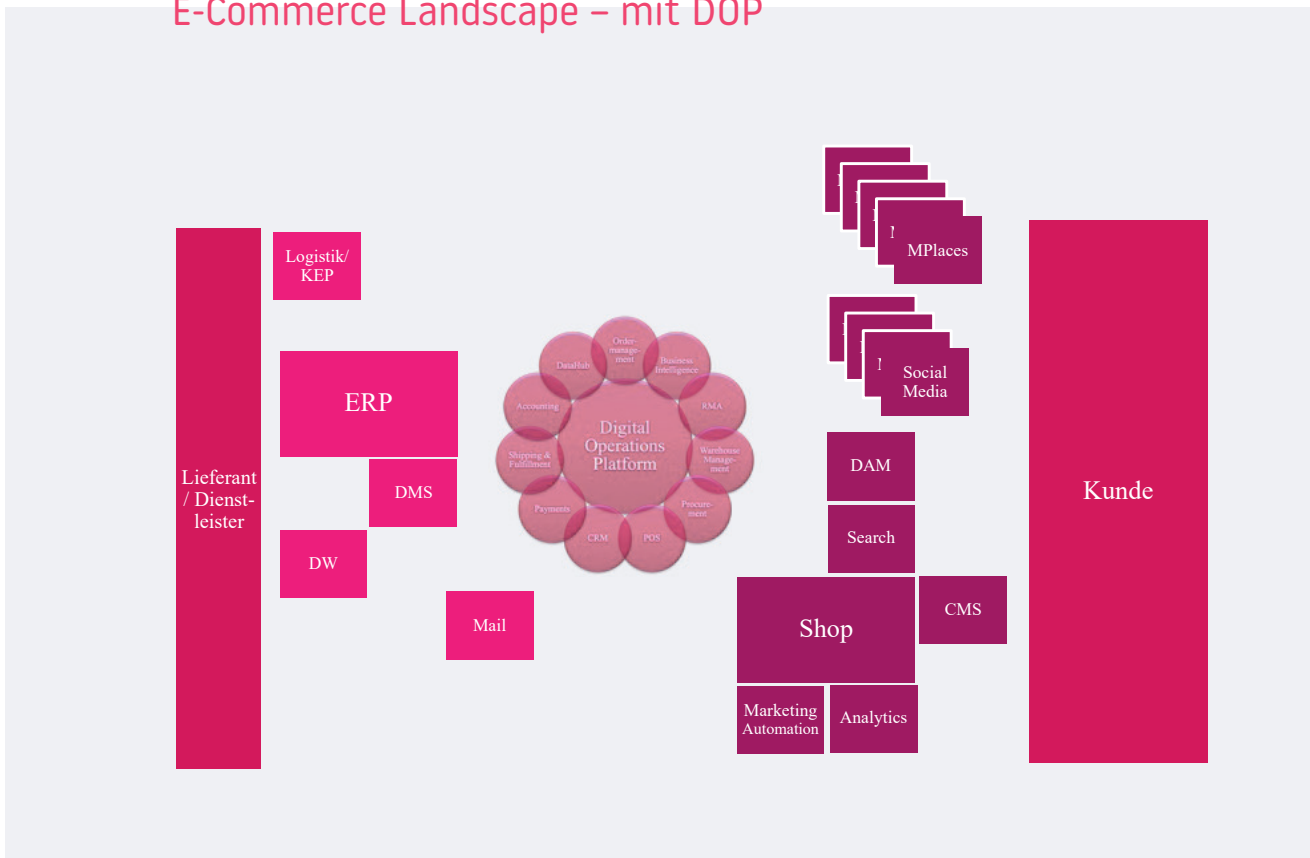 E-Commerce Landscape – mit DOP
Lieferant
/ Dienst-
leister
Logistik/
KEP
ERP
DMS
DW
Mail
Order-
manage-
ment
Business
Intelligence
RMA
Warehouse
Manage-
ment
Procure-
ment
POS
CRM
Payments
Shipping &
Fulfillment
Accounting
DataHub
Digital
Operations
Platform
MPlaces
Social
Media
DAM
Search
Shop
CMS
Marketing
Automation
Analytics
Kunde